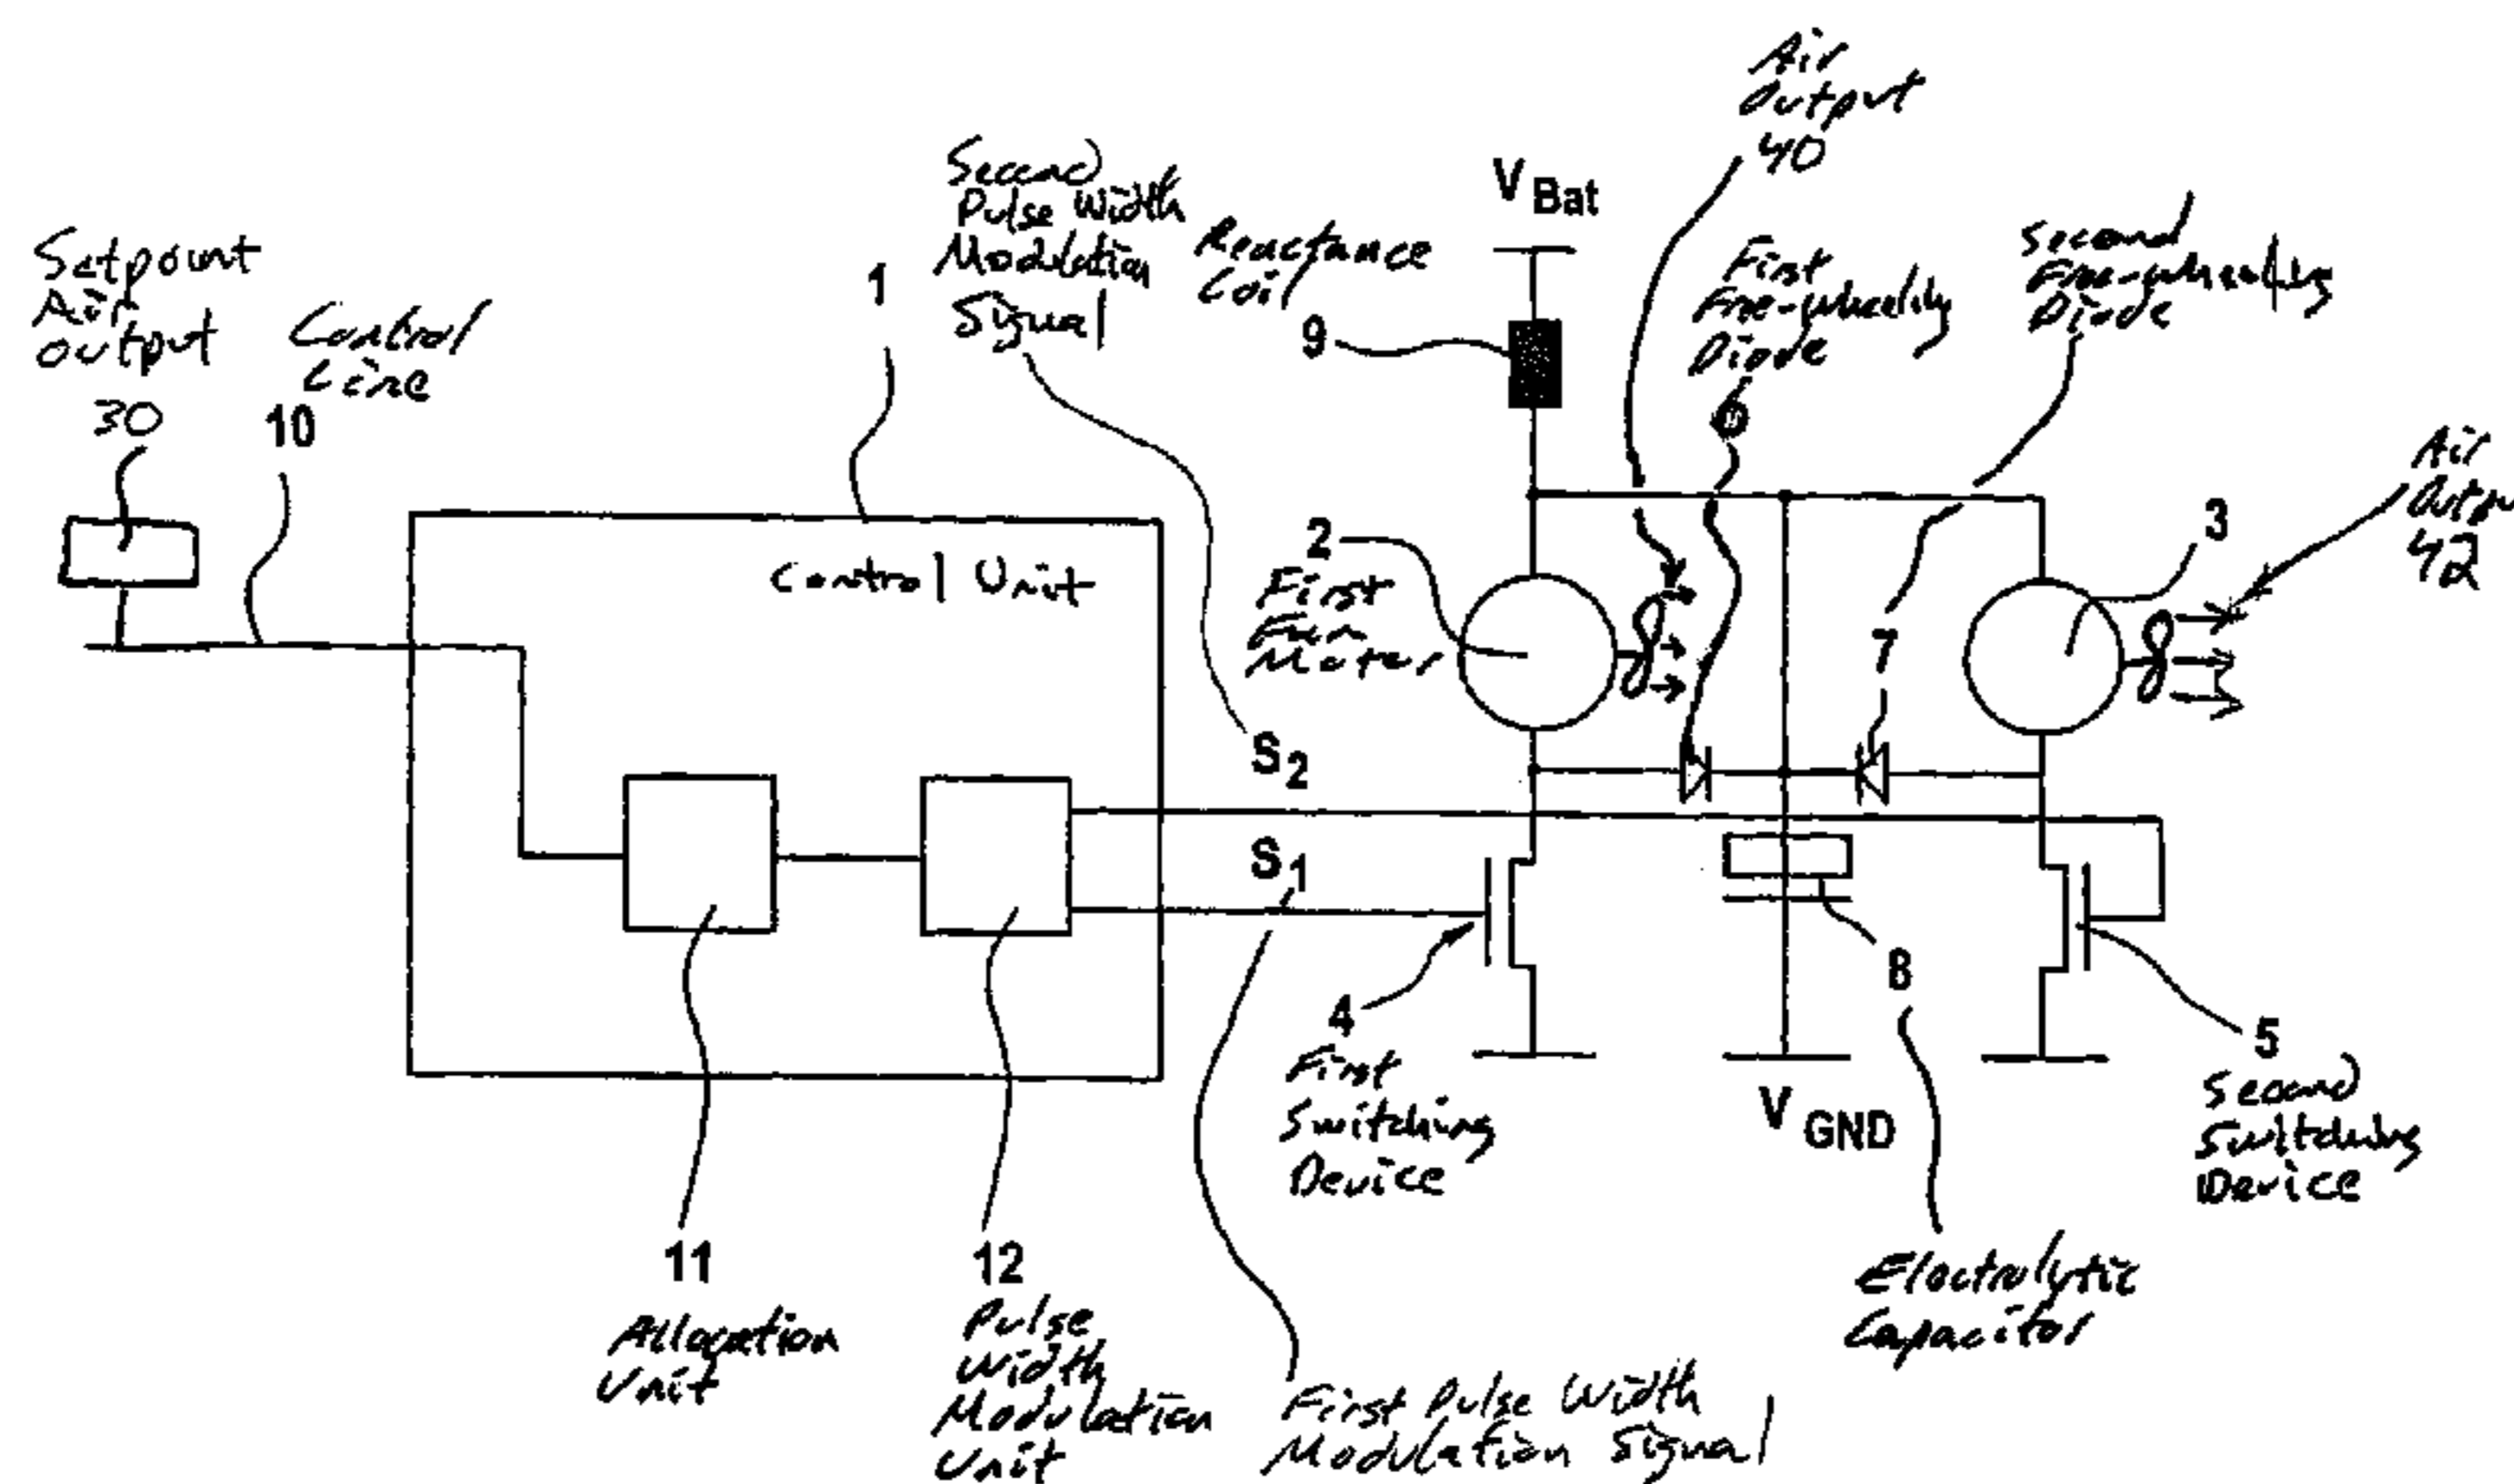 Setpoint
Air
Output
30
Control
Line
10
1
Second
Pulse Width
Modulation
Signal
Reactance
Coil
9
VBat
Air
Output
40
First
Free-wheeling
Diode
6
Second
Free-wheeling
Diode
7
Air
42
3
2
First
Fan
Motor
Control Unit
S2
S1
4
First
Switching
Device
8
VGND
5
Second
Switching
Device
11
Allocation
Unit
12
Pulse
Width
Modulation
Unit
First Pulse Width
Modulation Signal
Electrolytic
Capacitor